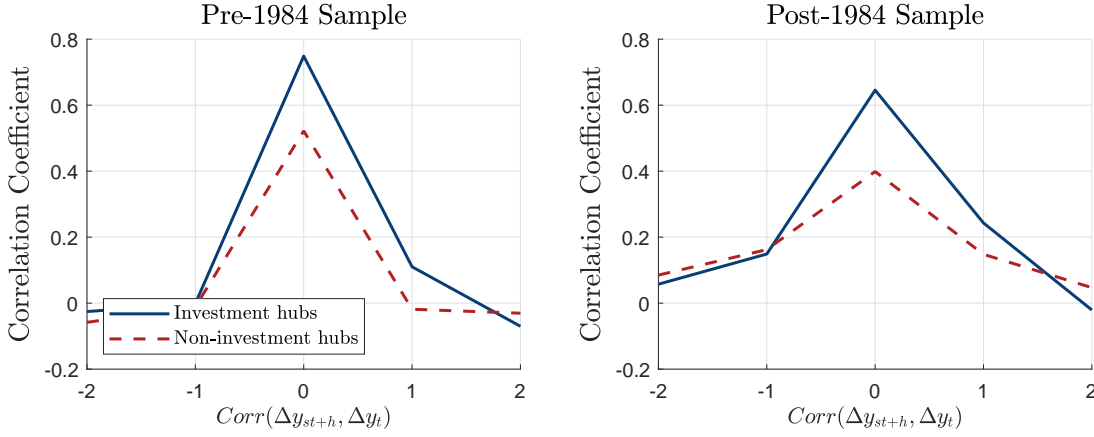 Pre-1984 Sample
Correlation Coefficient
0.8
0.6
0.4
0.2
0
-0.2
Investment hubs
Non-investment hubs
-2 -1 0 1 2
Corr(Δy_{st+h}, Δy_t)
Post-1984 Sample
Correlation Coefficient
0.8
0.6
0.4
0.2
0
-0.2
-2 -1 0 1 2
Corr(Δy_{st+h}, Δy_t)